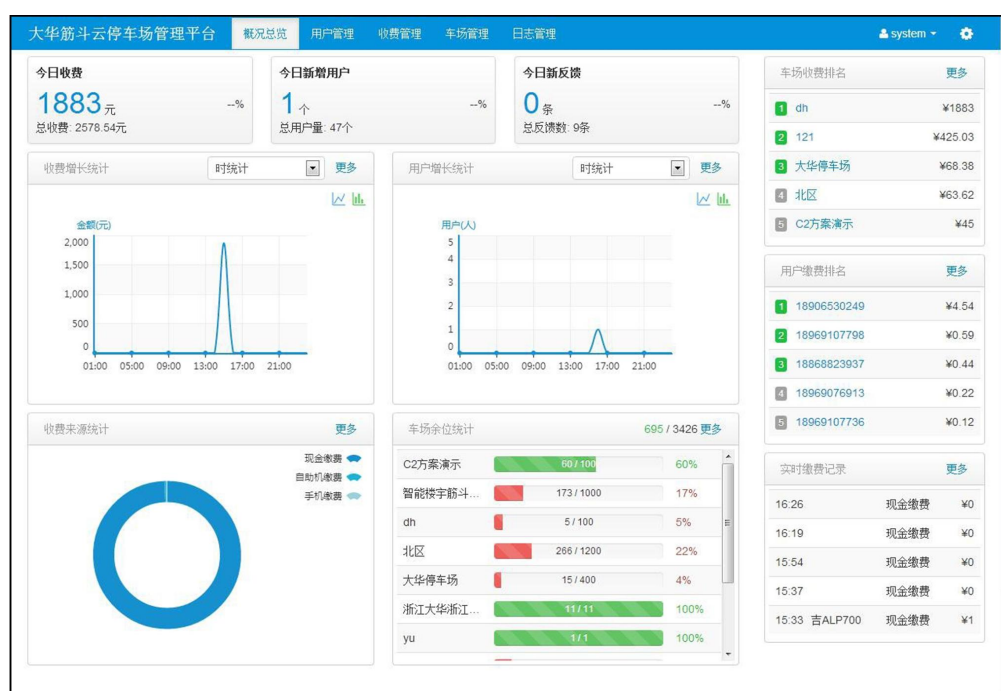 大华筋斗云停车场管理平台 概况总览 用户管理 收费管理 车场管理 日志管理 system
今日收费
1883 元 --%
总收费: 2578.54元
今日新增用户
1 个 --%
总用户量: 47个
今日新反馈
0 条 --%
总反馈数: 9条
收费增长统计 时统计 更多
金额(元)
2,000
1,500
1,000
500
0
01:00 05:00 09:00 13:00 17:00 21:00
用户增长统计 时统计 更多
用户(人)
5
4
3
2
1
0
01:00 05:00 09:00 13:00 17:00 21:00
收费来源统计 更多
现金缴费
自助机缴费
手机缴费
车场余位统计 695 / 3426 更多
C2方案演示 60 / 100 60%
智能楼宇筋斗... 173 / 1000 17%
dh 5 / 100 5%
北区 266 / 1200 22%
大华停车场 15 / 400 4%
浙江大华浙江... 11 / 11 100%
yu 1 / 1 100%
车场收费排名 更多
1 dh ¥1883
2 121 ¥425.03
3 大华停车场 ¥68.38
4 北区 ¥63.62
5 C2方案演示 ¥45
用户缴费排名 更多
1 18906530249 ¥4.54
2 18969107798 ¥0.59
3 18868823937 ¥0.44
4 18969076913 ¥0.22
5 18969107736 ¥0.12
实时缴费记录 更多
16:26 现金缴费 ¥0
16:19 现金缴费 ¥0
15:54 现金缴费 ¥0
15:37 现金缴费 ¥0
15:33 吉ALP700 现金缴费 ¥1